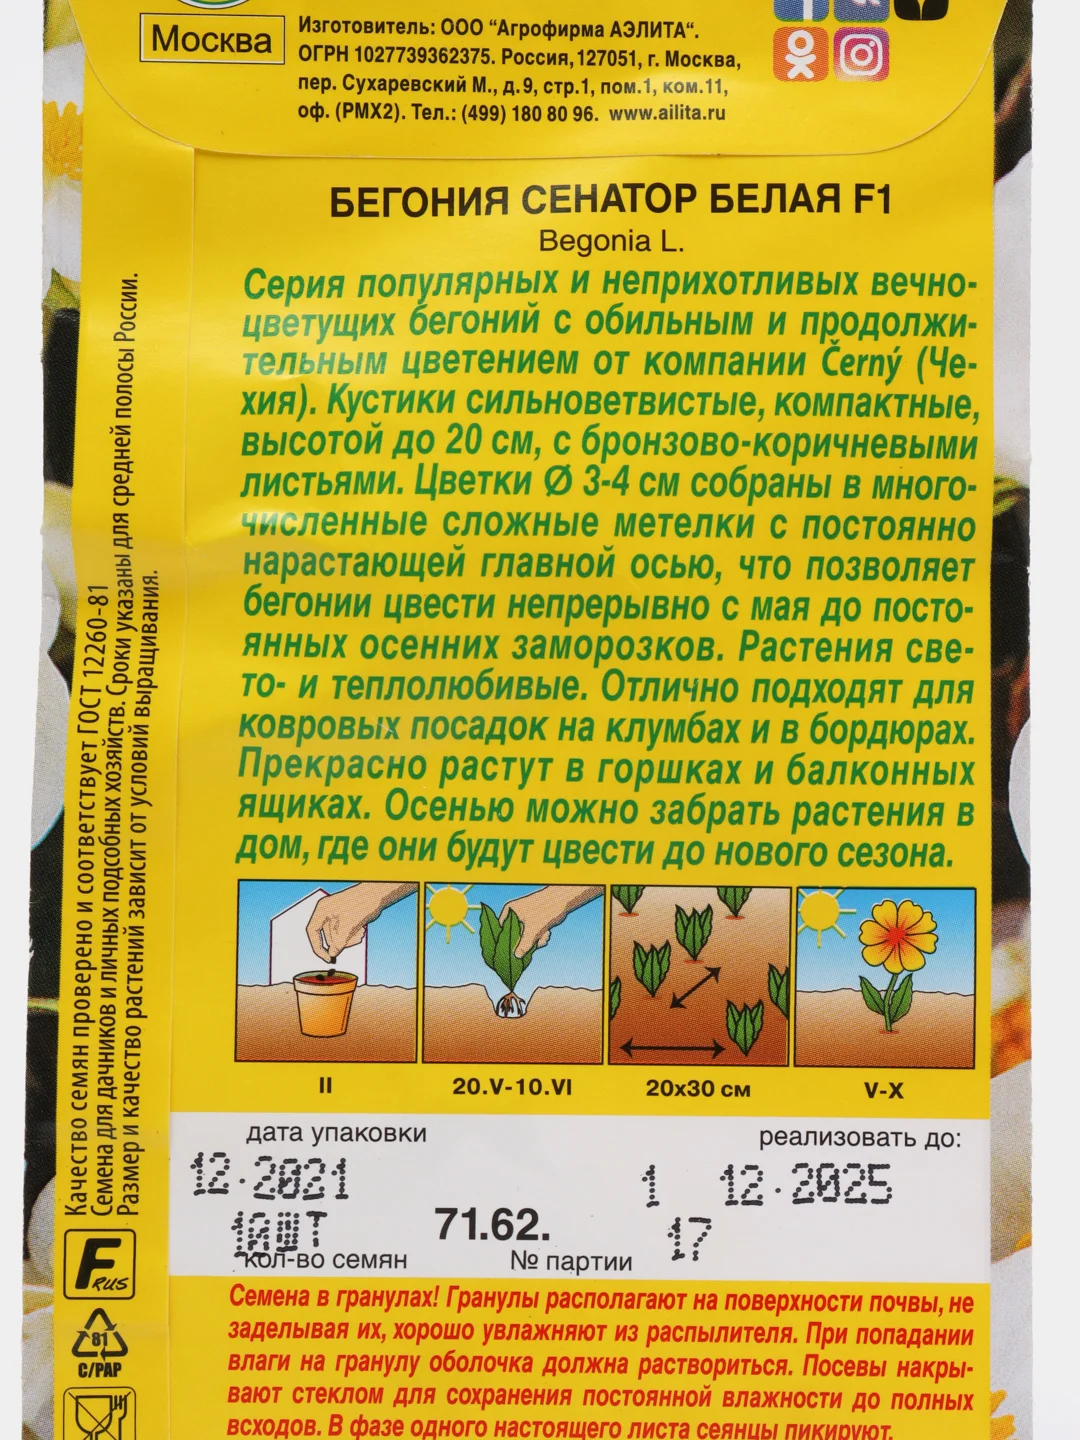 Москва
Изготовитель: ООО “Агрофирма АЭЛИТА“.
ОГРН 1027739362375. Россия, 127051, г. Москва,
пер. Сухаревский М., д.9, стр.1, пом.1, ком.11,
оф. (РМХ2). Тел.: (499) 180 80 96. www.ailita.ru
БЕГОНИЯ СЕНАТОР БЕЛАЯ F1
Begonia L.
Серия популярных и неприхотливых вечно-
цветущих бегоний с обильным и продолжи-
тельным цветением от компании Černý (Че-
хия). Кустики сильноветвистые, компактные,
высотой до 20 см, с бронзово-коричневыми
листьями. Цветки Ø 3-4 см собраны в много-
численные сложные метелки с постоянно
нарастающей главной осью, что позволяет
бегонии цвести непрерывно с мая до посто-
янных осенних заморозков. Растения све-
то- и теплолюбивые. Отлично подходят для
ковровых посадок на клумбах и в бордюрах.
Прекрасно растут в горшках и балконных
ящиках. Осенью можно забрать растения в
дом, где они будут цвести до нового сезона.
II
20.V-10.VI
20х30 см
V-X
дата упаковки
реализовать до:
12.2021
1 12.2025
10ШТ
71.62.
17
кол-во семян
№ партии
Семена в гранулах! Гранулы располагают на поверхности почвы, не
заделывая их, хорошо увлажняют из распылителя. При попадании
влаги на гранулу оболочка должна раствориться. Посевы накры-
вают стеклом для сохранения постоянной влажности до полных
всходов. В фазе одного настоящего листа сеянцы пикируют.
Качество семян проверено и соответствует ГОСТ 12260-81
Семена для дачников и личных подсобных хозяйств. Сроки указаны для средней полосы России.
Размер и качество растений зависит от условий выращивания.
F RUS
81
C/PAP